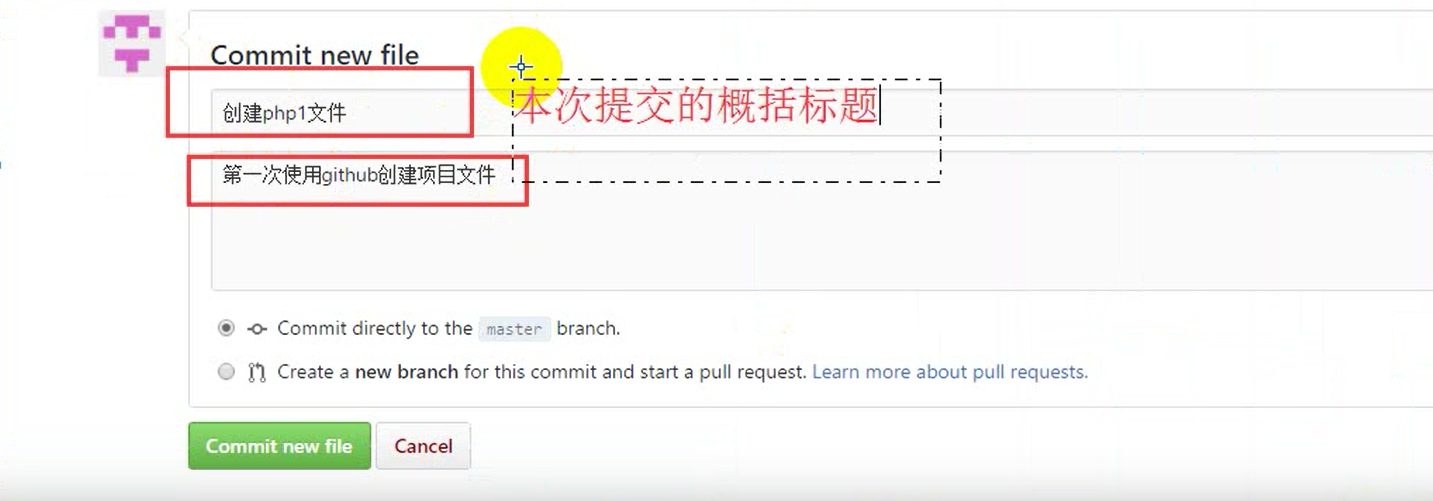 Commit new file
创建php1文件
本次提交的概括标题
第一次使用github创建项目文件
Commit directly to the master branch.
Create a new branch for this commit and start a pull request. Learn more about pull requests.
Commit new file
Cancel